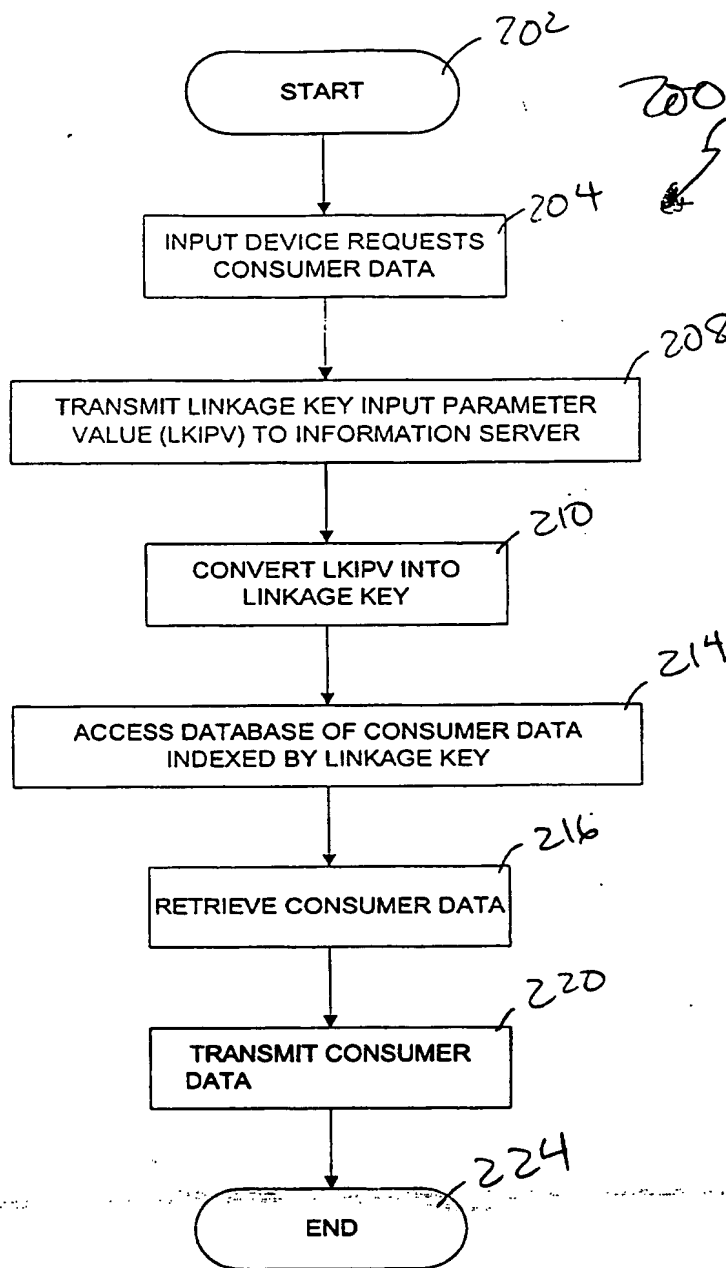 202
START
200
204
INPUT DEVICE REQUESTS
CONSUMER DATA
208
TRANSMIT LINKAGE KEY INPUT PARAMETER
VALUE (LKIPV) TO INFORMATION SERVER
210
CONVERT LKIPV INTO
LINKAGE KEY
214
ACCESS DATABASE OF CONSUMER DATA
INDEXED BY LINKAGE KEY
216
RETRIEVE CONSUMER DATA
220
TRANSMIT CONSUMER
DATA
224
END